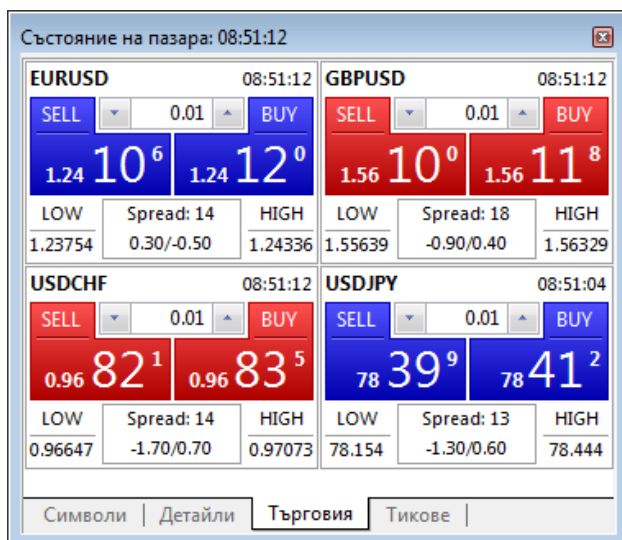 Състояние на пазара: 08:51:12
EURUSD 08:51:12 GBPUSD 08:51:12
SELL 0.01 BUY SELL 0.01 BUY
1.24 10 6 1.24 12 0 1.56 10 0 1.56 11 8
LOW Spread: 14 HIGH LOW Spread: 18 HIGH
1.23754 0.30/-0.50 1.24336 1.55639 -0.90/0.40 1.56329
USDCHF 08:51:12 USDJPY 08:51:04
SELL 0.01 BUY SELL 0.01 BUY
0.96 82 1 0.96 83 5 78 39 9 78 41 2
LOW Spread: 14 HIGH LOW Spread: 13 HIGH
0.96647 -1.70/0.70 0.97073 78.154 -1.30/0.60 78.444
Символи | Детайли Търговия Тикове |